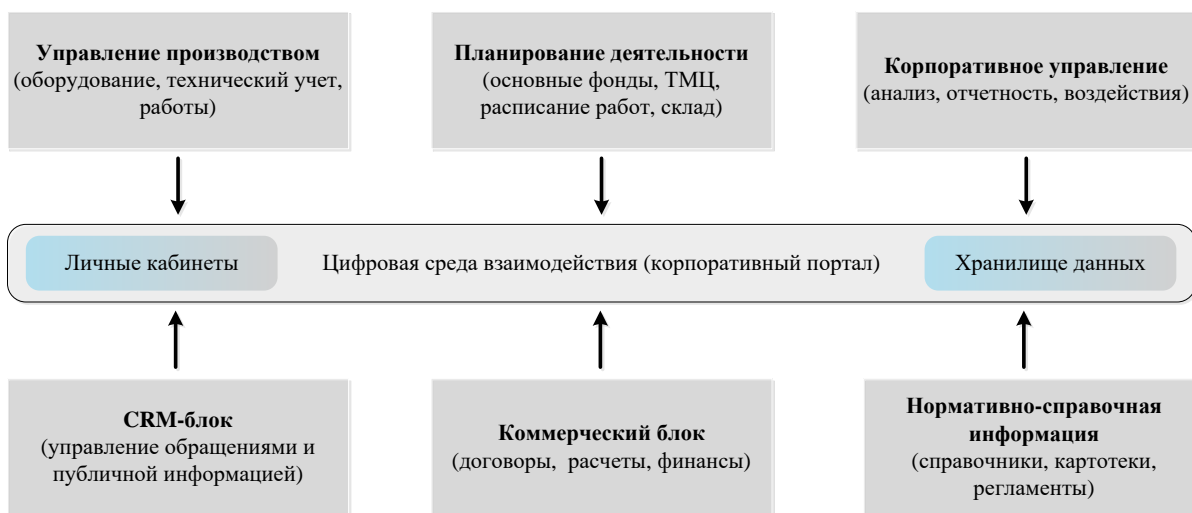 Управление производством
(оборудование, технический учет,
работы)
Планирование деятельности
(основные фонды, ТМЦ,
расписание работ, склад)
Корпоративное управление
(анализ, отчетность, воздействия)
Личные кабинеты
Цифровая среда взаимодействия (корпоративный портал)
Хранилище данных
CRM-блок
(управление обращениями и
публичной информацией)
Коммерческий блок
(договоры, расчеты, финансы)
Нормативно-справочная
информация
(справочники, картотеки,
регламенты)